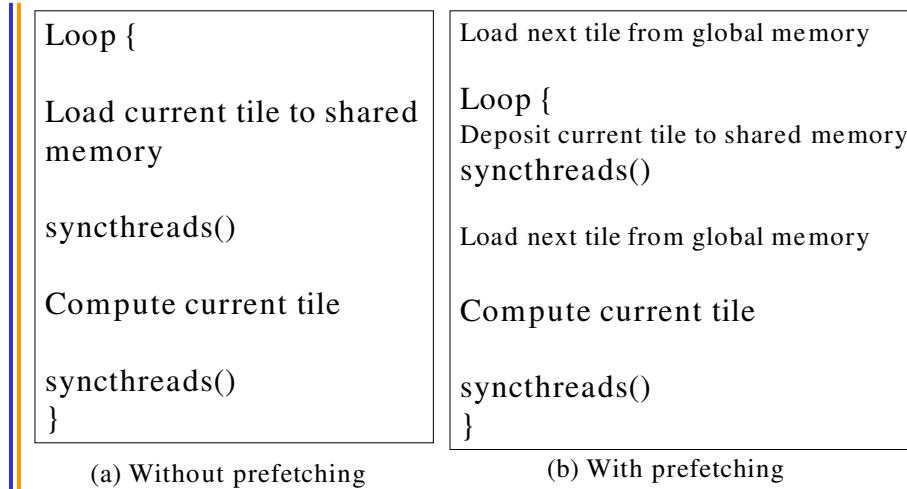 Loop {
Load current tile to shared
memory
syncthreads()
Compute current tile
syncthreads()
}
(a) Without prefetching
Load next tile from global memory
Loop {
Deposit current tile to shared memory
syncthreads()
Load next tile from global memory
Compute current tile
syncthreads()
}
(b) With prefetching